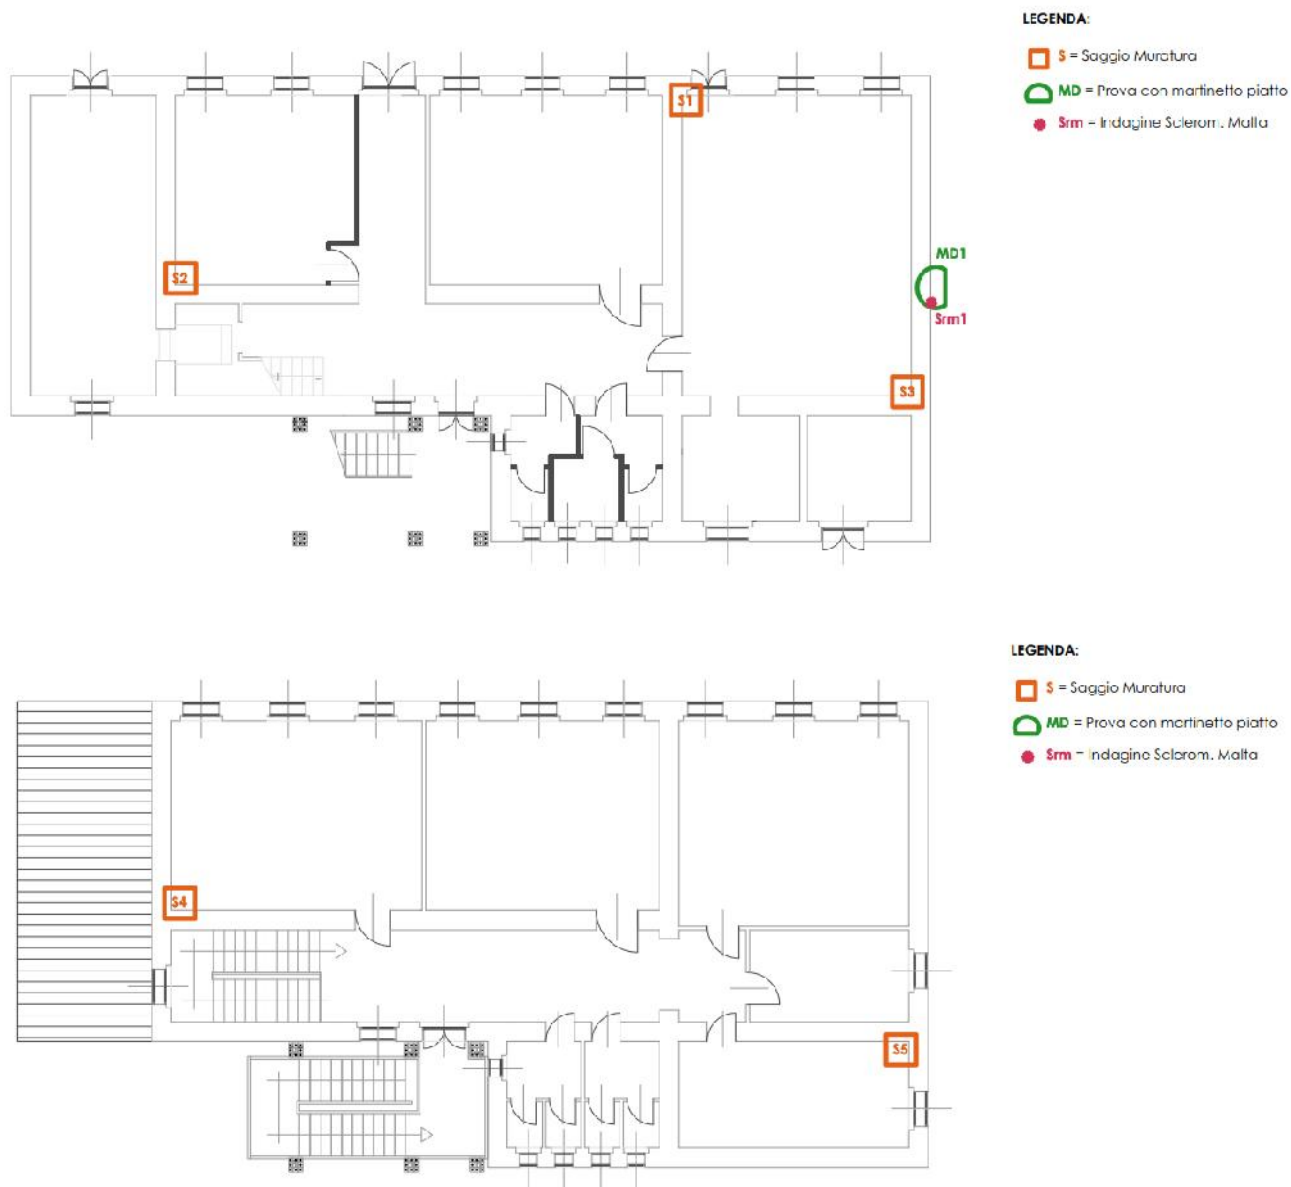 LEGENDA:
S = Saggio Muratura
MD = Prova con martinetto piatto
Srm = Indagine Sclerom. Malta
S1
S2
MD1
Srm1
S3
LEGENDA:
S = Saggio Muratura
MD = Prova con martinetto piatto
Srm = Indagine Sclerom. Malta
S4
S5